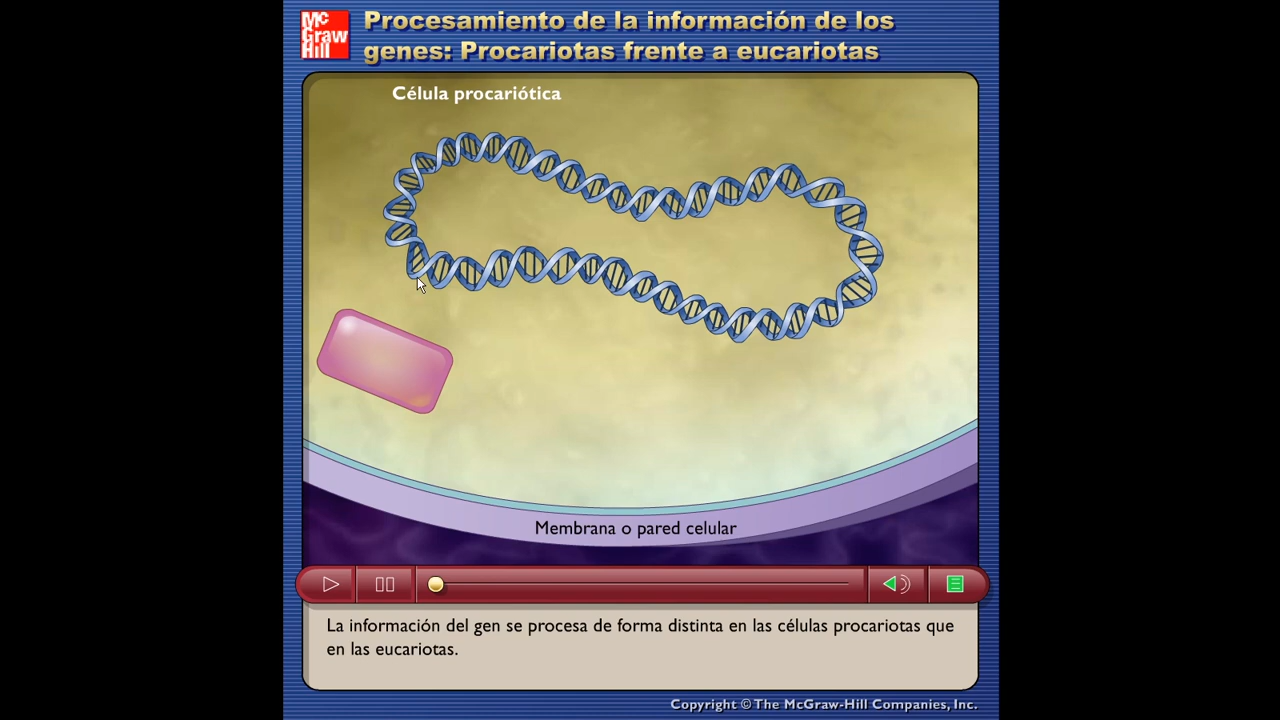 Mc
Graw
Hill
Procesamiento de la información de los
genes: Procariotas frente a eucariotas
Célula procariótica
Membrana o pared celular
La información del gen se procesa de forma distinta en las células procariotas que
en las eucariotas.
Copyright © The McGraw-Hill Companies, Inc.